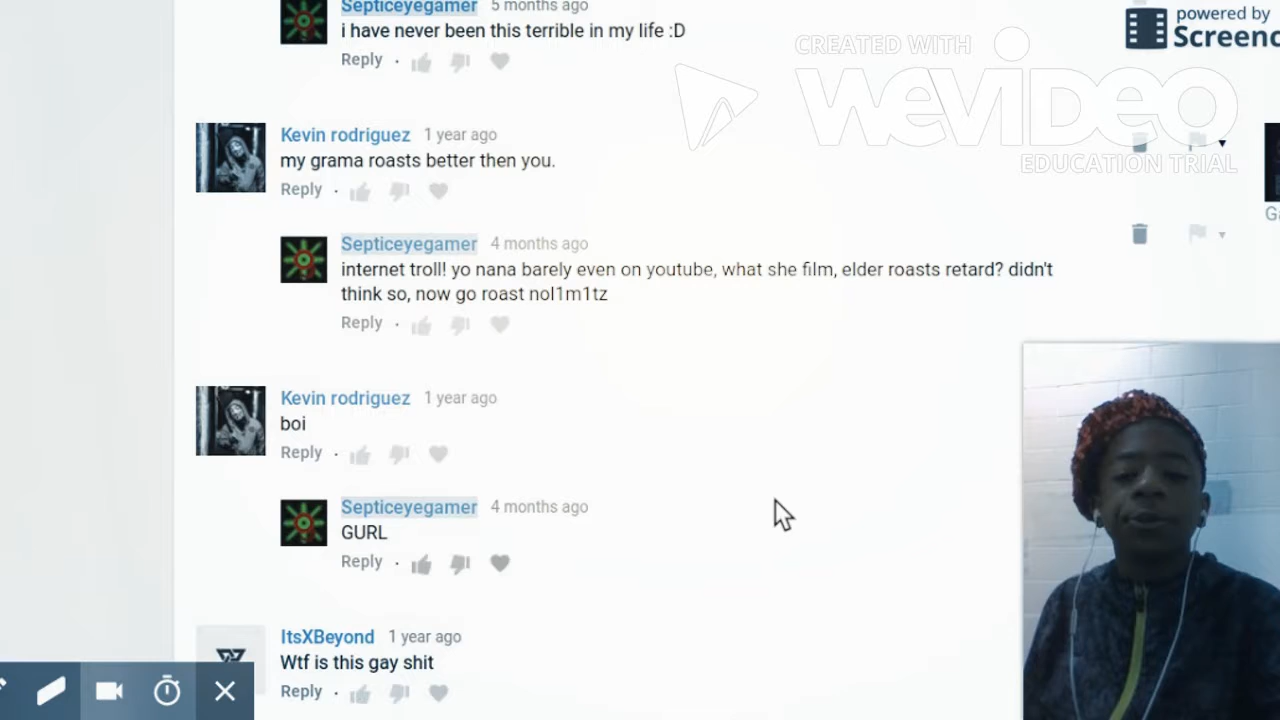 Septiceyegamer 5 months ago
i have never been this terrible in my life :D
Reply
powered by
CREATED WITH
WEVIDEO
EDUCATION TRIAL
Kevin rodriguez 1 year ago
my grama roasts better then you.
Reply
Septiceyegamer 4 months ago
internet troll! yo nana barely even on youtube, what she film, elder roasts retard? didn't
think so, now go roast nol1m1tz
Reply
Kevin rodriguez 1 year ago
boi
Reply
Septiceyegamer 4 months ago
GURL
Reply
ItsXBeyond 1 year ago
Wtf is this gay shit
Reply